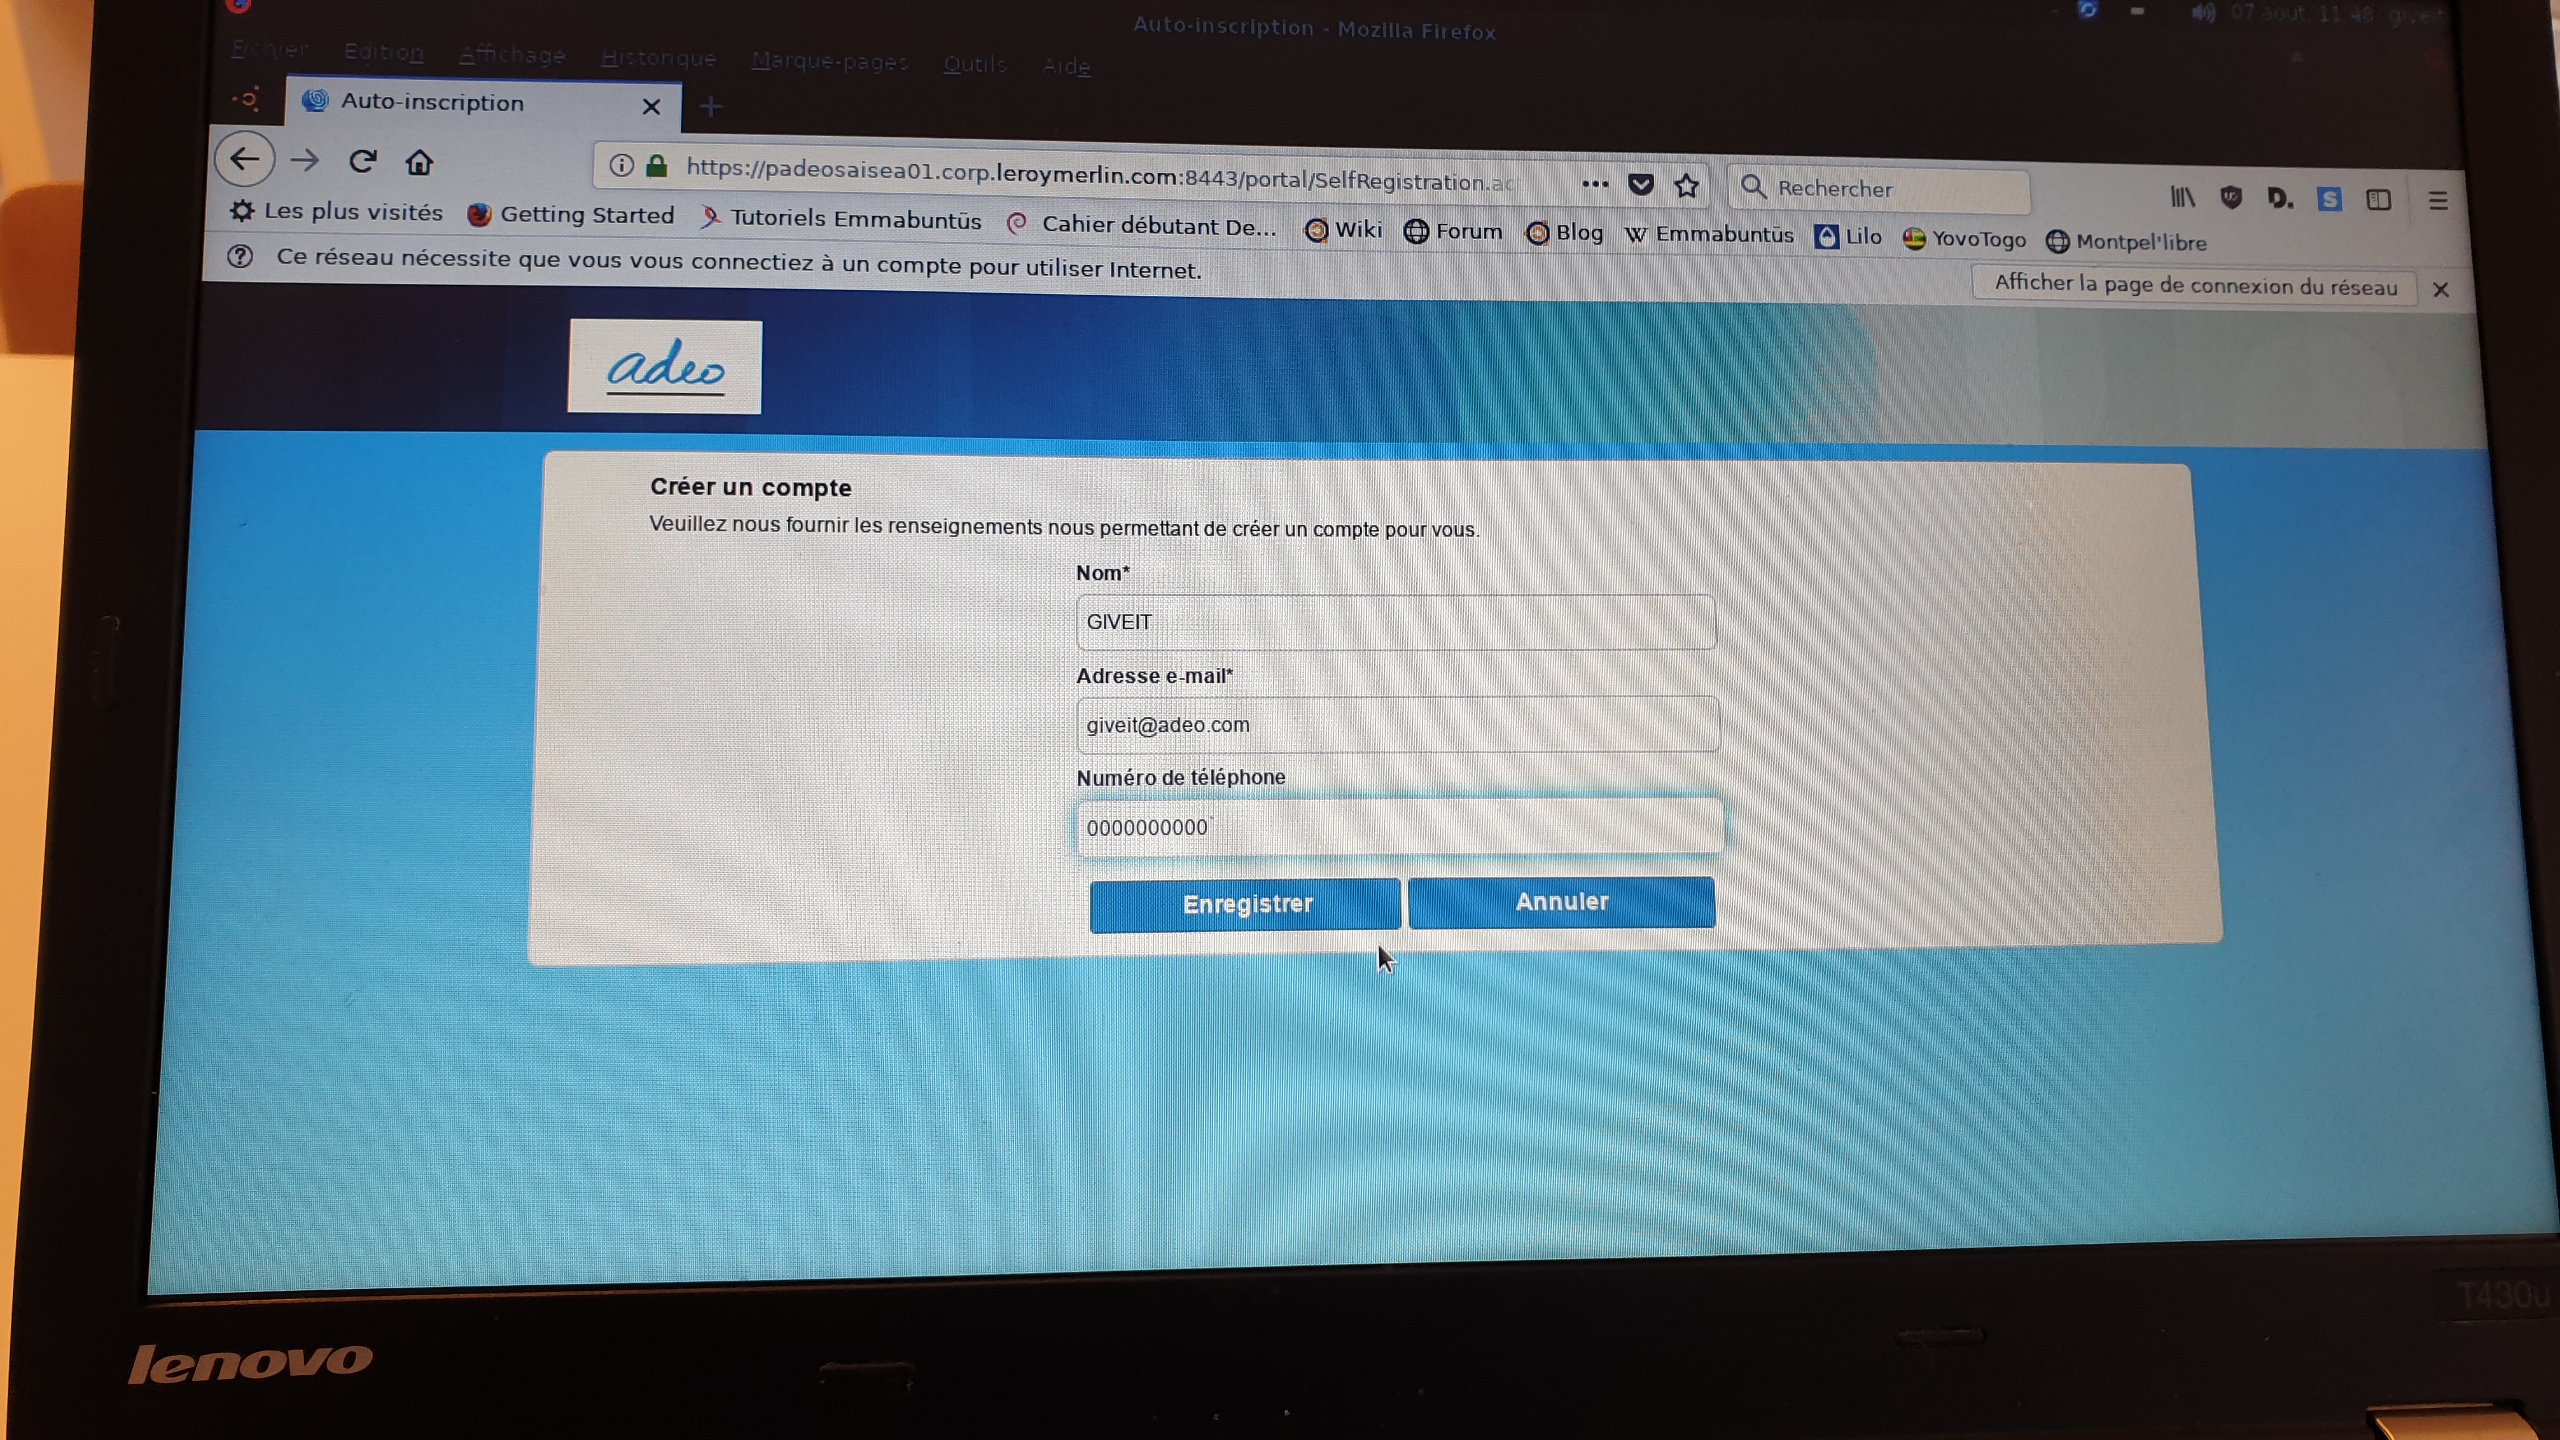 Auto-inscription - Mozilla Firefox
07 août, 11:48 giveit
Fichier Edition Affichage Historique Marque-pages Outils Aide
Auto-inscription
https://padeosaisea01.corp.leroymerlin.com:8443/portal/SelfRegistration.ac
Rechercher
Les plus visités Getting Started Tutoriels Emmabuntüs Cahier débutant De... Wiki Forum Blog W Emmabuntüs Lilo YovoTogo Montpel'libre
Ce réseau nécessite que vous vous connectiez à un compte pour utiliser Internet.
Afficher la page de connexion du réseau
adeo
Créer un compte
Veuillez nous fournir les renseignements nous permettant de créer un compte pour vous.
Nom*
GIVEIT
Adresse e-mail*
giveit@adeo.com
Numéro de téléphone
0000000000
Enregistrer Annuler
T430u
lenovo